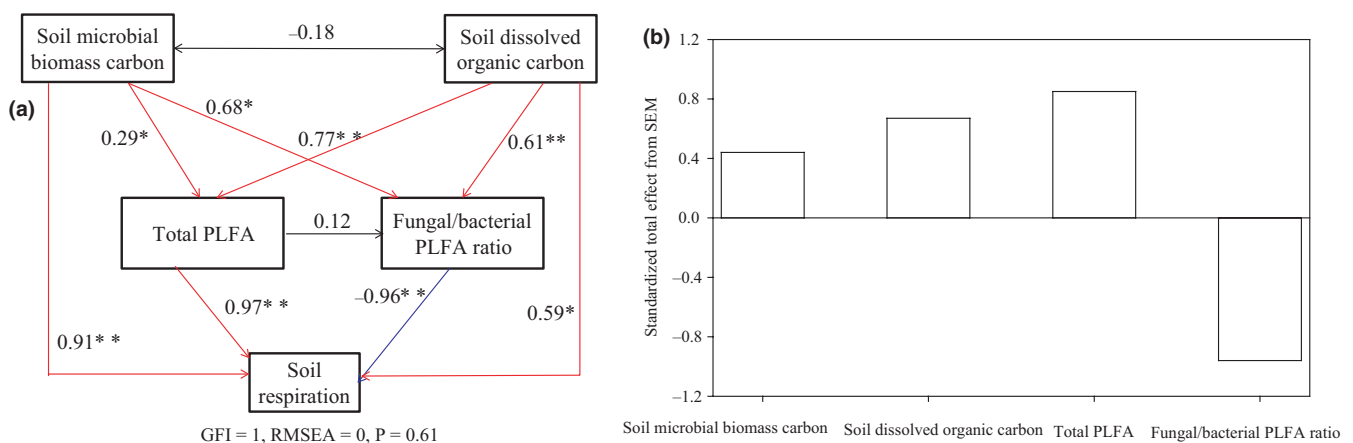 (a)
Soil microbial
biomass carbon
–0.18
Soil dissolved
organic carbon
0.29*
0.68*
0.77* *
0.61**
Total PLFA
0.12
Fungal/bacterial
PLFA ratio
0.91* *
0.97* *
–0.96* *
0.59*
Soil
respiration
GFI = 1, RMSEA = 0, P = 0.61
(b)
Standardized total effect from SEM
1.2
0.8
0.4
0.0
–0.4
–0.8
–1.2
Soil microbial biomass carbon
Soil dissolved organic carbon
Total PLFA
Fungal/bacterial PLFA ratio